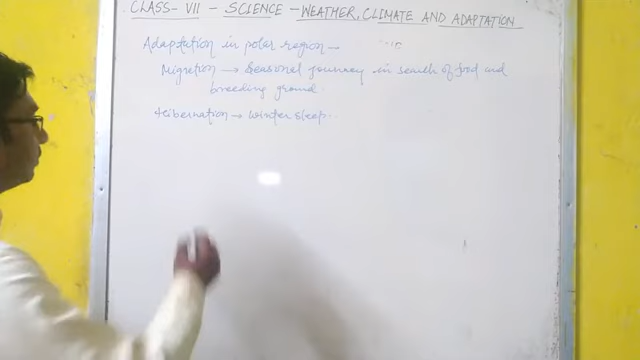 CLASS- VII - SCIENCE - WEATHER, CLIMATE AND ADAPTATION
Adaptation in polar region -
Migration → Seasonal journey in search of food and
breeding ground.
Hibernation → Winter sleep.